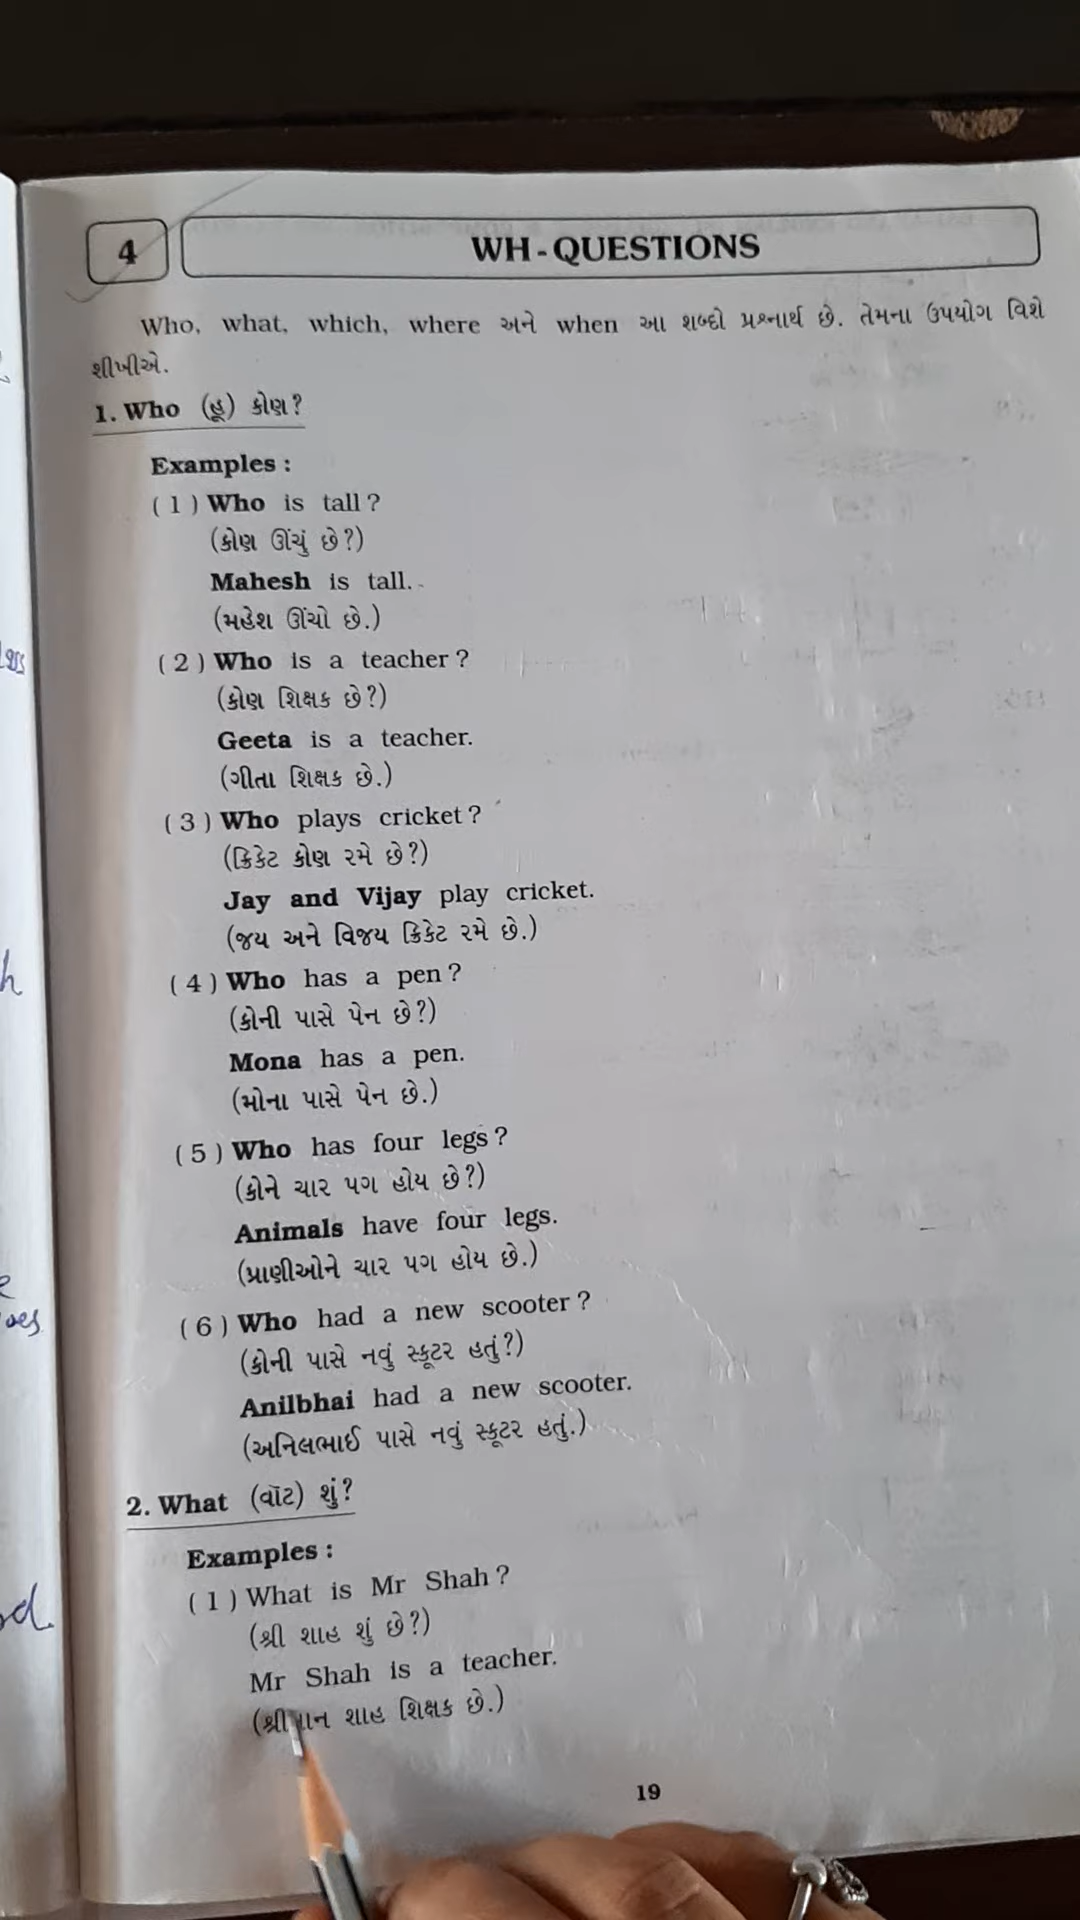 4
WH - QUESTIONS
Who, what, which, where અને when આ શબ્દો પ્રશ્નાર્થ છે. તેમના ઉપયોગ વિશે
શીખીએ.
1. Who (હૂ) કોણ?
Examples :
( 1 ) Who is tall ?
(કોણ ઊંચું છે?)
Mahesh is tall.
(મહેશ ઊંચો છે.)
( 2 ) Who is a teacher ?
(કોણ શિક્ષક છે?)
Geeta is a teacher.
(ગીતા શિક્ષક છે.)
( 3 ) Who plays cricket ?
(ક્રિકેટ કોણ રમે છે?)
Jay and Vijay play cricket.
(જય અને વિજય ક્રિકેટ રમે છે.)
( 4 ) Who has a pen ?
(કોની પાસે પેન છે?)
Mona has a pen.
(મોના પાસે પેન છે.)
( 5 ) Who has four legs ?
(કોને ચાર પગ હોય છે?)
Animals have four legs.
(પ્રાણીઓને ચાર પગ હોય છે.)
( 6 ) Who had a new scooter ?
(કોની પાસે નવું સ્કૂટર હતું?)
Anilbhai had a new scooter.
(અનિલભાઈ પાસે નવું સ્કૂટર હતું.)
2. What (વૉટ) શું?
Examples :
( 1 ) What is Mr Shah ?
(શ્રી શાહ શું છે?)
Mr Shah is a teacher.
(શ્રીમાન શાહ શિક્ષક છે.)
19